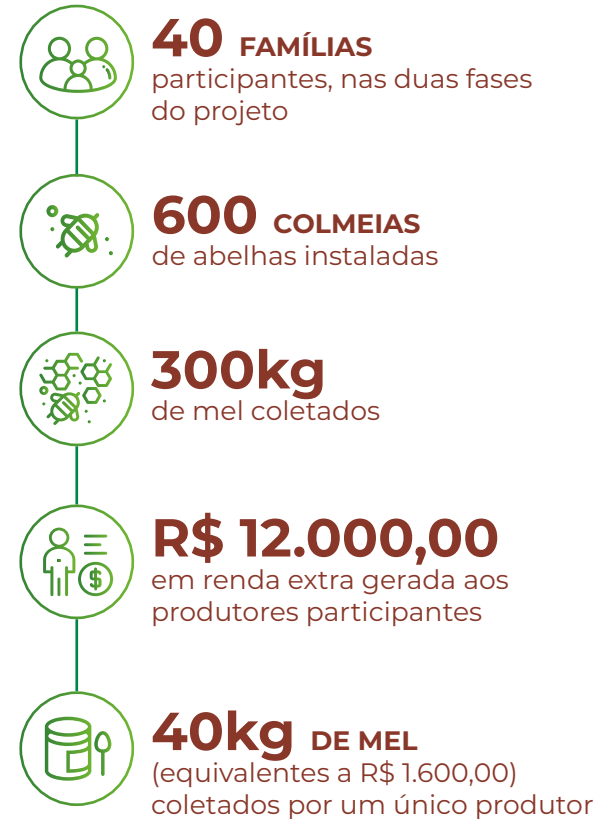 40 FAMÍLIAS
participantes, nas duas fases
do projeto
600 COLMEIAS
de abelhas instaladas
300kg
de mel coletados
R$ 12.000,00
em renda extra gerada aos
produtores participantes
40kg DE MEL
(equivalentes a R$ 1.600,00)
coletados por um único produtor